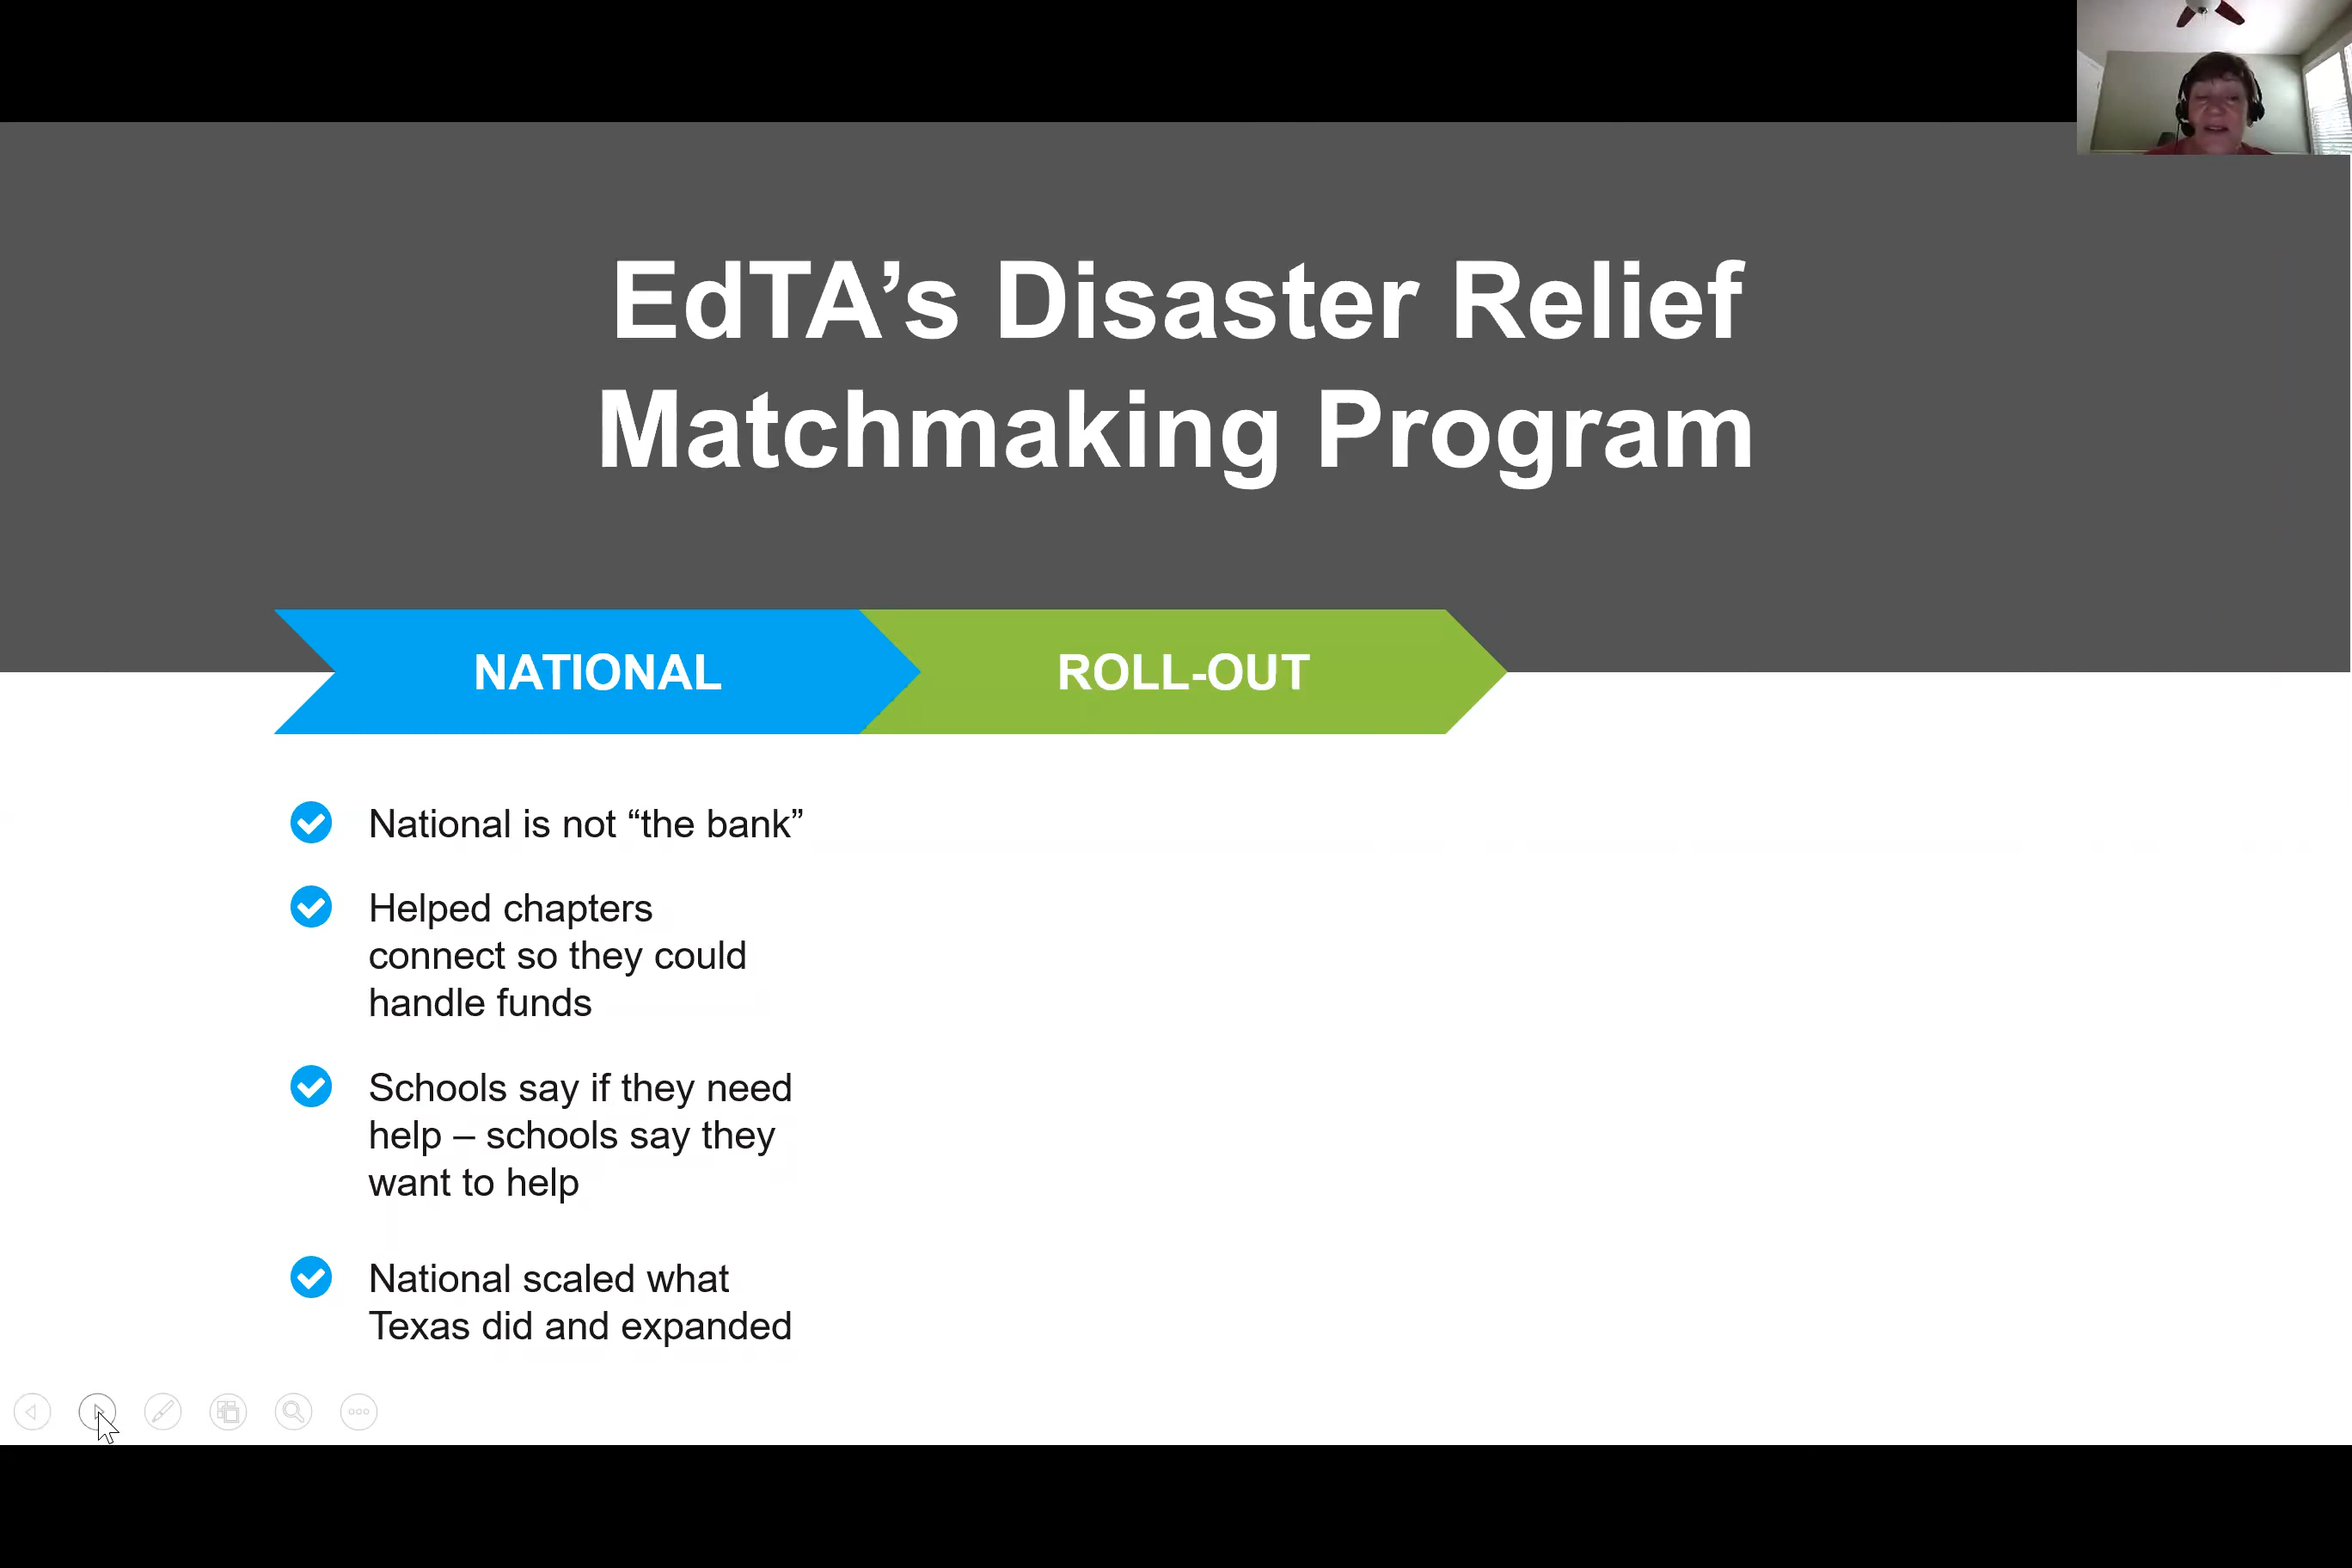 EdTA’s Disaster Relief
Matchmaking Program
NATIONAL
ROLL-OUT
National is not “the bank”
Helped chapters
connect so they could
handle funds
Schools say if they need
help – schools say they
want to help
National scaled what
Texas did and expanded